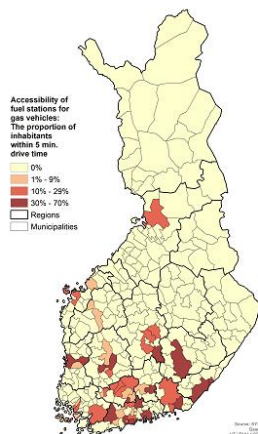 Accessibility of
fuel stations for
gas vehicles:
The proportion of
inhabitants
within 5 min.
drive time
0%
1% - 9%
10% - 29%
30% - 70%
Regions
Municipalities